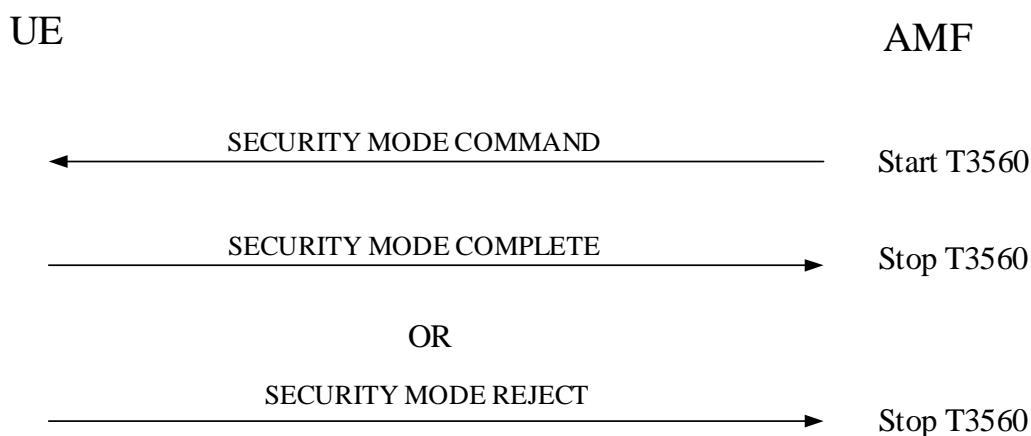 UE
AMF
SECURITY MODE COMMAND
Start T3560
SECURITY MODE COMPLETE
Stop T3560
OR
SECURITY MODE REJECT
Stop T3560